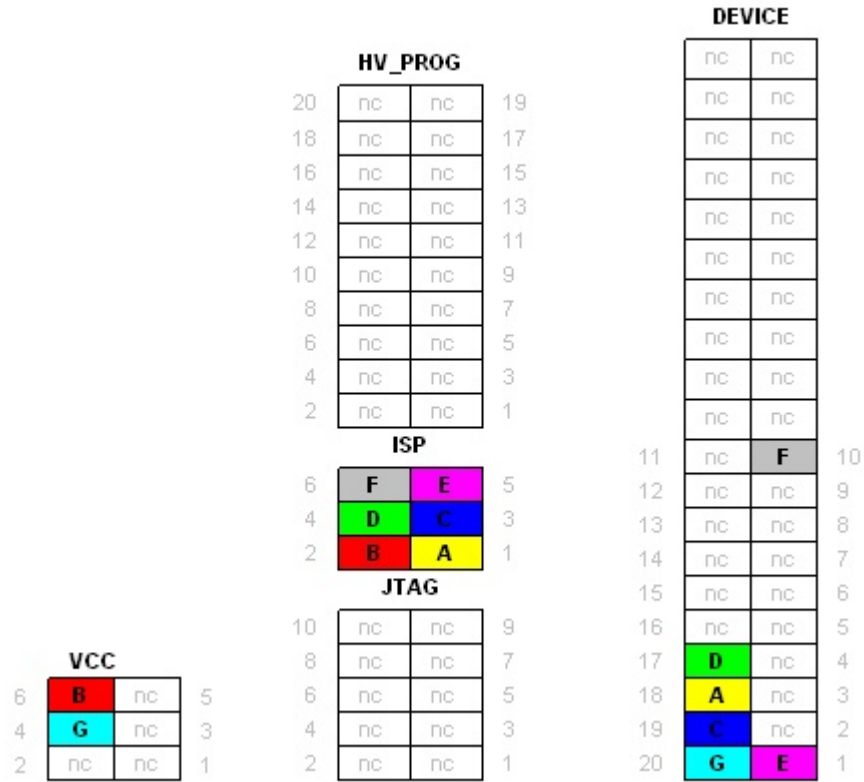 DEVICE
nc nc
HV_PROG
nc nc
20 nc nc 19
18 nc nc 17
nc nc
16 nc nc 15
nc nc
14 nc nc 13
nc nc
12 nc nc 11
nc nc
10 nc nc 9
nc nc
8 nc nc 7
nc nc
6 nc nc 5
nc nc
4 nc nc 3
nc nc
2 nc nc 1
ISP
11 nc F 10
6 F E 5
12 nc nc 9
4 D C 3
13 nc nc 8
2 B A 1
14 nc nc 7
JTAG
15 nc nc 6
10 nc nc 9
16 nc nc 5
VCC
8 nc nc 7
17 D nc 4
6 B nc 5
6 nc nc 5
18 A nc 3
4 G nc 3
4 nc nc 3
19 C nc 2
2 nc nc 1
2 nc nc 1
20 G E 1